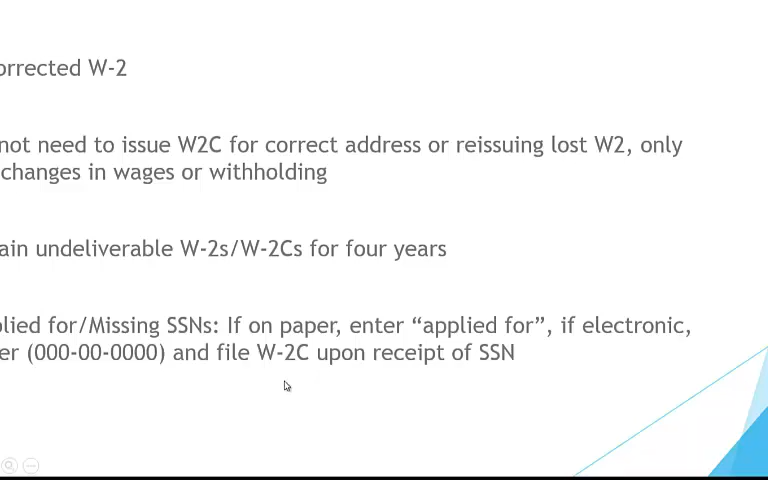 orrected W-2
not need to issue W2C for correct address or reissuing lost W2, only
changes in wages or withholding
ain undeliverable W-2s/W-2Cs for four years
plied for/Missing SSNs: If on paper, enter “applied for”, if electronic,
er (000-00-0000) and file W-2C upon receipt of SSN